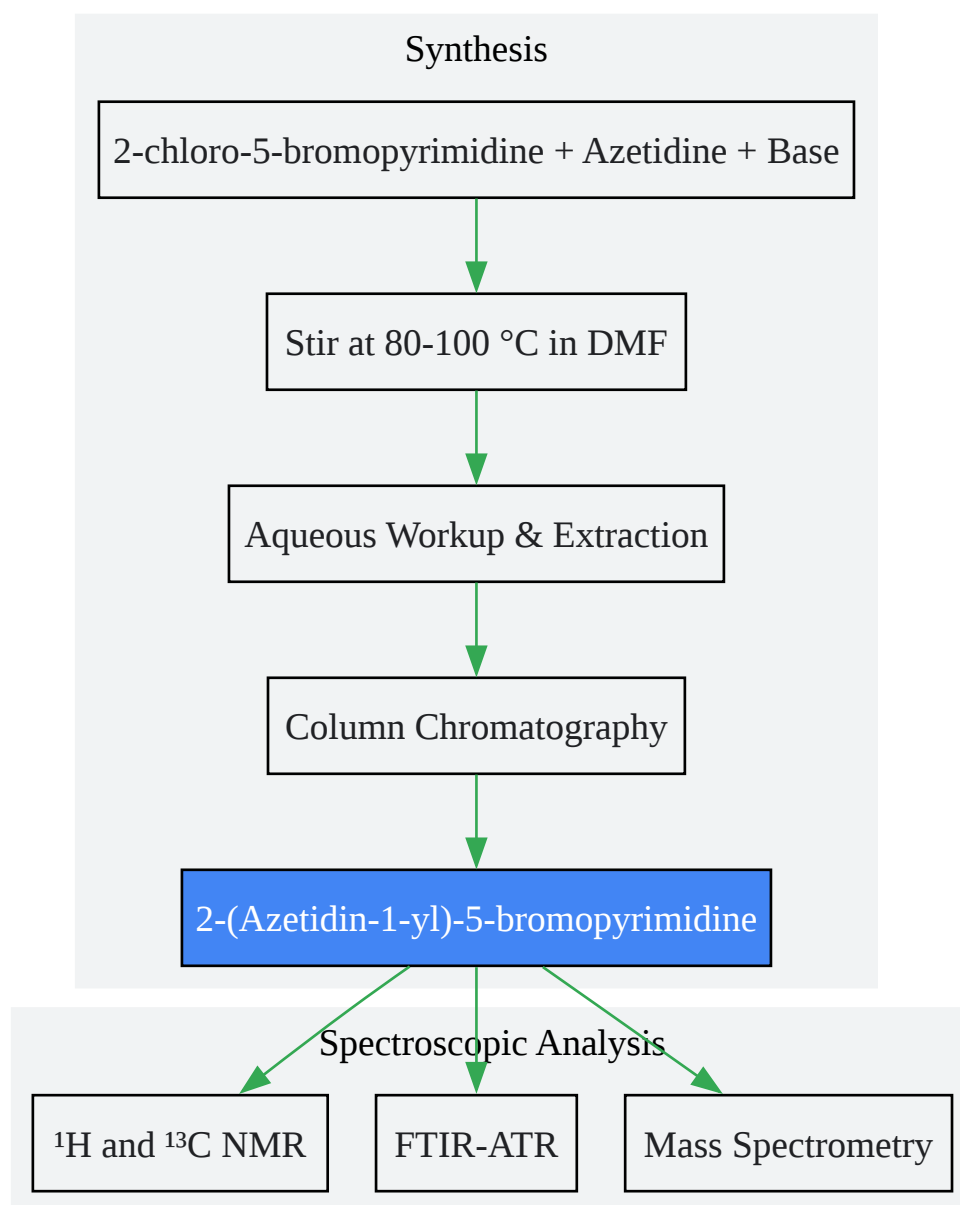 Synthesis
2-chloro-5-bromopyrimidine + Azetidine + Base
Stir at 80-100 °C in DMF
Aqueous Workup & Extraction
Column Chromatography
2-(Azetidin-1-yl)-5-bromopyrimidine
Spectroscopic Analysis
¹H and ¹³C NMR
FTIR-ATR
Mass Spectrometry